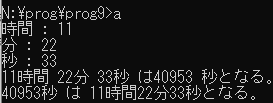 N:¥prog¥prog9>a
時間 : 11
分 : 22
秒 : 33
11時間 22分 33秒 は40953 秒となる。
40953秒は 11時間22分33秒となる。